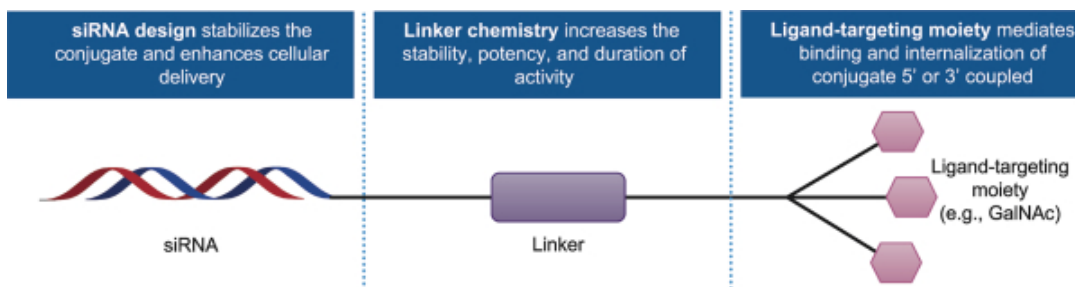 siRNA design stabilizes the
conjugate and enhances cellular
delivery
Linker chemistry increases the
stability, potency, and duration of
activity
Ligand-targeting moiety mediates
binding and internalization of
conjugate 5' or 3' coupled
siRNA
Linker
Ligand-targeting
moiety
(e.g., GalNAc)